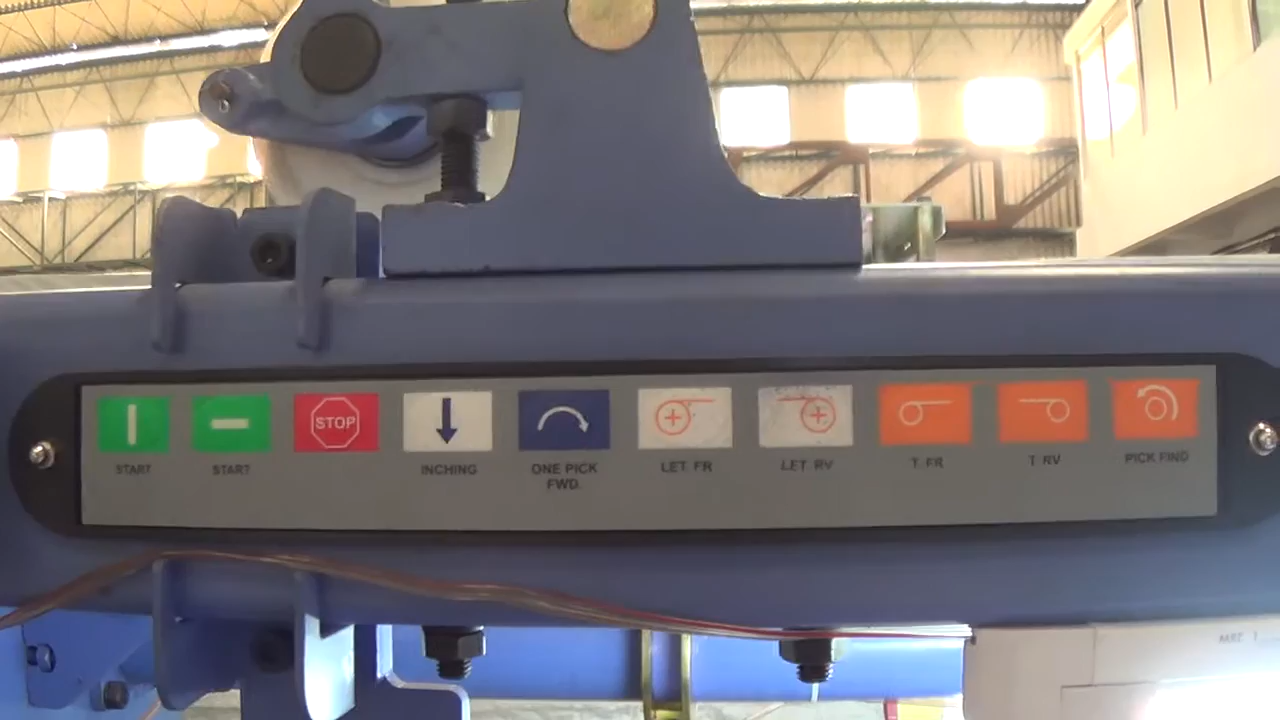 STOP
START
START
INCHING
ONE PICK
FWD.
LET. FR
LET. RV
T. FR
T. RV
PICK FIND